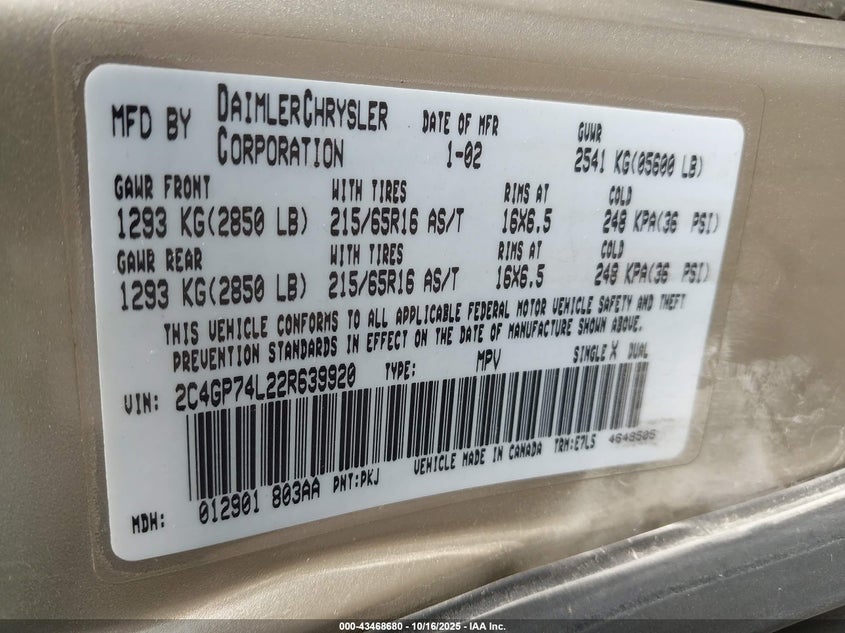 MFD BY DAIMLERCHRYSLER CORPORATION DATE OF MFR 1-02 GVWR 2541 KG(05600 LB)
GAWR FRONT WITH TIRES RIMS AT COLD
1293 KG(2850 LB) 215/65R16 AS/T 16X6.5 248 KPA(36 PSI)
GAWR REAR WITH TIRES RIMS AT COLD
1293 KG(2850 LB) 215/65R16 AS/T 16X6.5 248 KPA(36 PSI)
THIS VEHICLE CONFORMS TO ALL APPLICABLE FEDERAL MOTOR VEHICLE SAFETY AND THEFT
PREVENTION STANDARDS IN EFFECT ON THE DATE OF MANUFACTURE SHOWN ABOVE.
VIN: 2C4GP74L22R639920 TYPE: MPV SINGLE X DUAL
MDH: 012901 803AA PNT:PKJ VEHICLE MADE IN CANADA TRM:E7L5 4648505
000-43468680 - 10/16/2025 - IAA Inc.